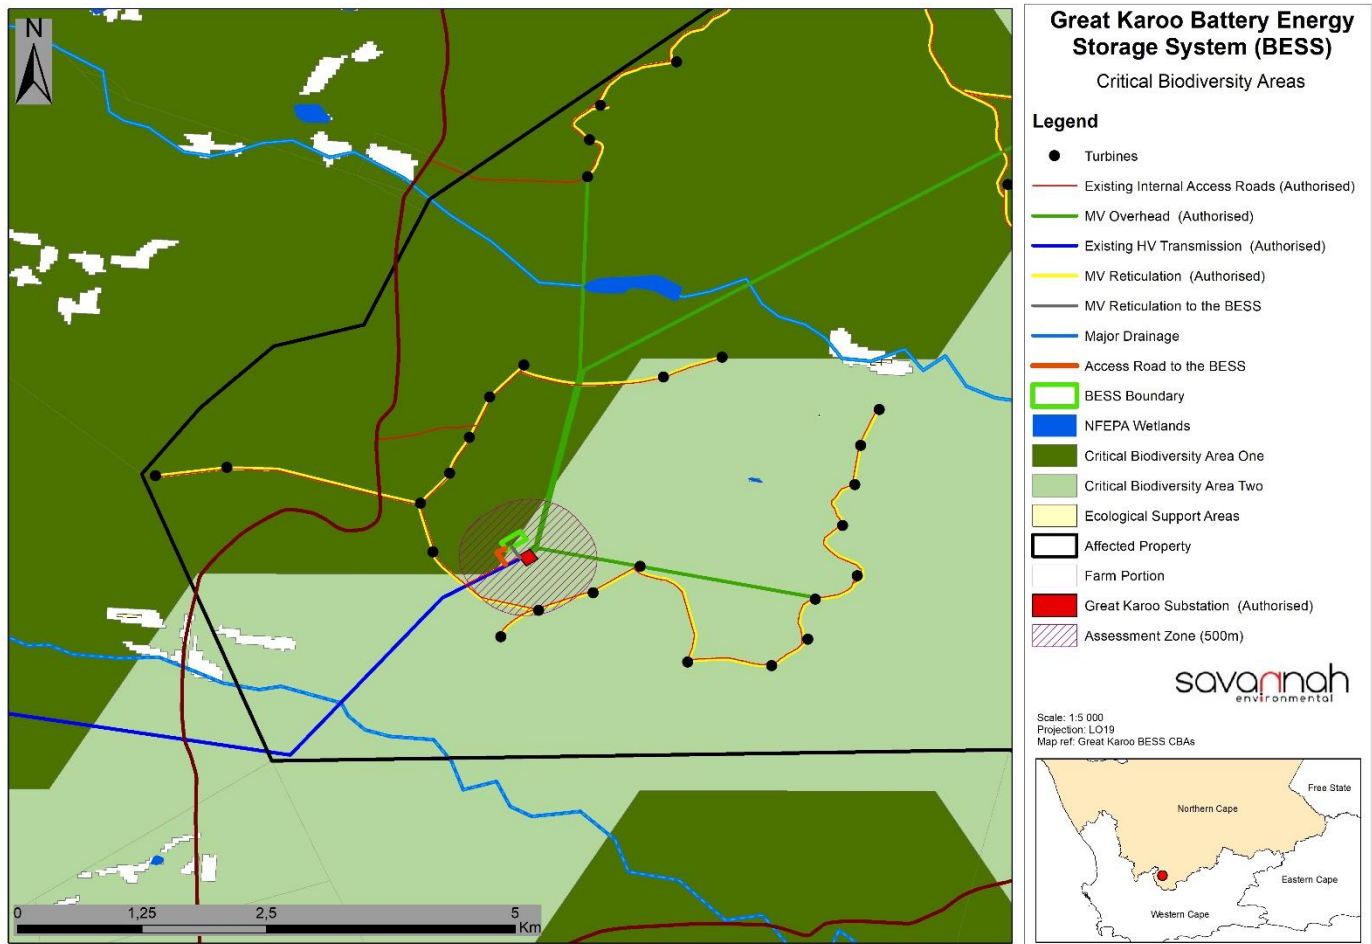 N
0
1,25
2,5
5
Km
Great Karoo Battery Energy
Storage System (BESS)
Critical Biodiversity Areas
Legend
Turbines
Existing Internal Access Roads (Authorised)
MV Overhead (Authorised)
Existing HV Transmission (Authorised)
MV Reticulation (Authorised)
MV Reticulation to the BESS
Major Drainage
Access Road to the BESS
BESS Boundary
NFEPA Wetlands
Critical Biodiversity Area One
Critical Biodiversity Area Two
Ecological Support Areas
Affected Property
Farm Portion
Great Karoo Substation (Authorised)
Assessment Zone (500m)
savannah
environmental
Scale: 1:5 000
Projection: LO19
Map ref: Great Karoo BESS CBAs
Free State
Northern Cape
Eastern Cape
Western Cape